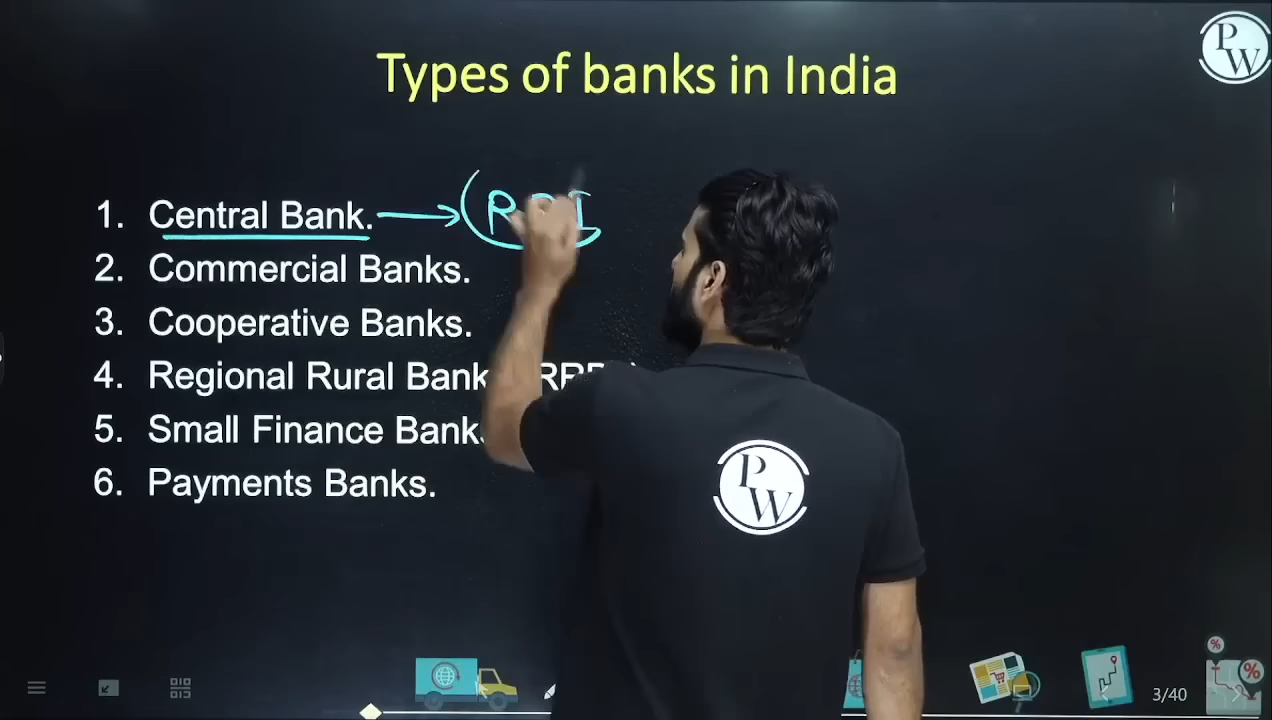 Types of banks in India
PW
1. Central Bank. → (R I
2. Commercial Banks.
3. Cooperative Banks.
4. Regional Rural Bank
5. Small Finance Bank
6. Payments Banks.
PW
3/40
%
%